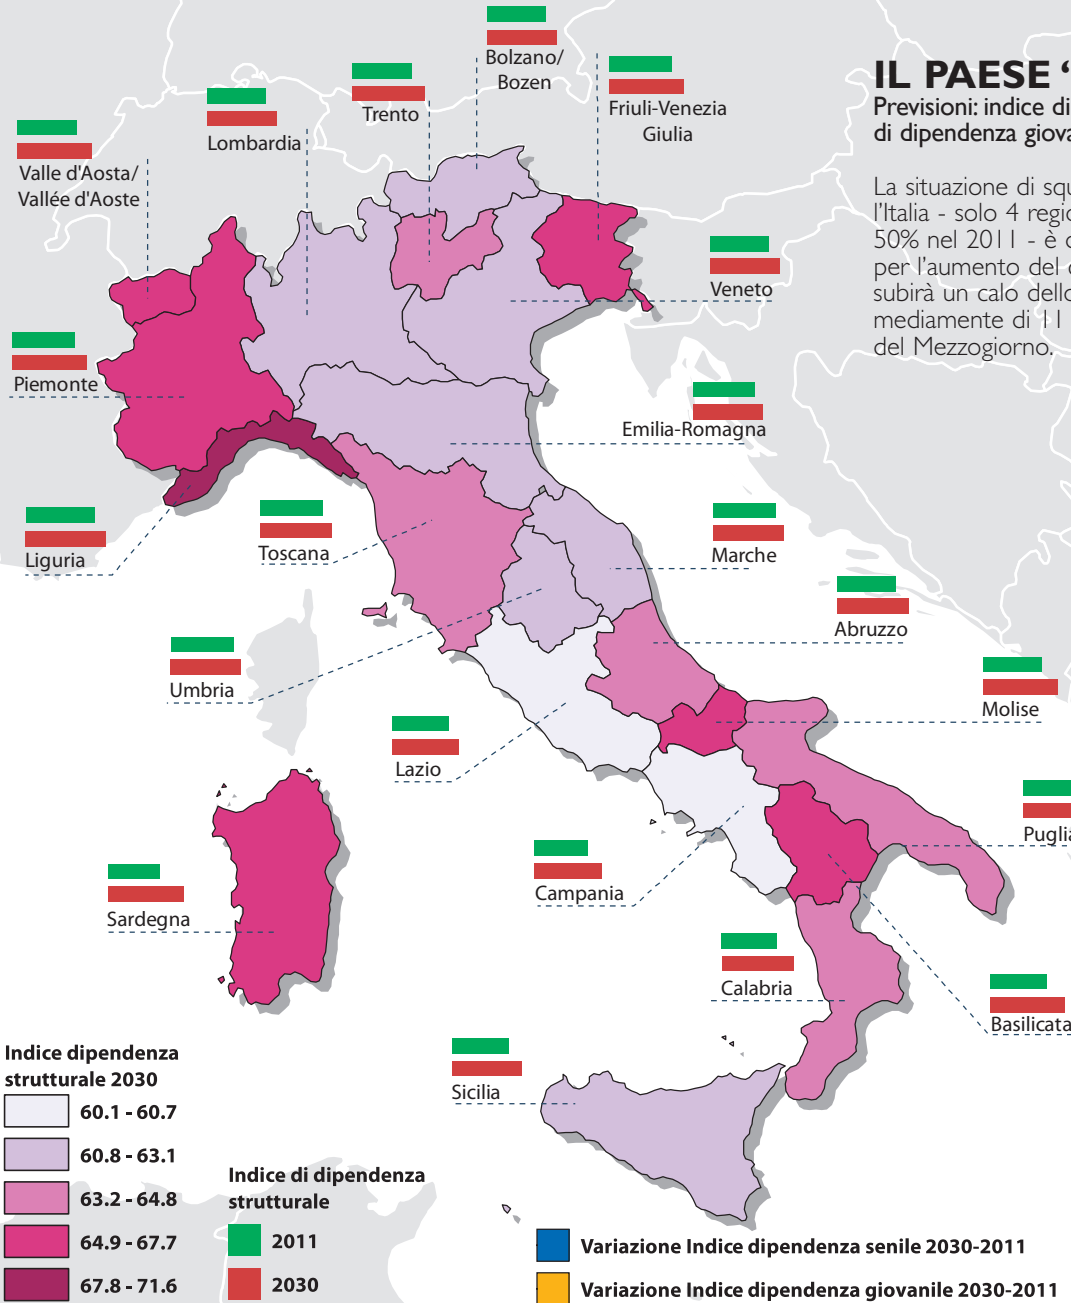 IL PAESE ‘
Previsioni: indice di
di dipendenza giova
La situazione di squ
l'Italia - solo 4 regio
50% nel 2011 - è d
per l'aumento del c
subirà un calo dello
mediamente di 11
del Mezzogiorno.
Bolzano/
Bozen
Trento
Friuli-Venezia
Giulia
Lombardia
Valle d'Aosta/
Vallée d'Aoste
Veneto
Piemonte
Emilia-Romagna
Liguria
Toscana
Marche
Abruzzo
Umbria
Molise
Lazio
Puglia
Campania
Sardegna
Calabria
Basilicata
Sicilia
Indice dipendenza
strutturale 2030
60.1 - 60.7
60.8 - 63.1
63.2 - 64.8
64.9 - 67.7
67.8 - 71.6
Indice di dipendenza
strutturale
2011
2030
Variazione Indice dipendenza senile 2030-2011
Variazione Indice dipendenza giovanile 2030-2011